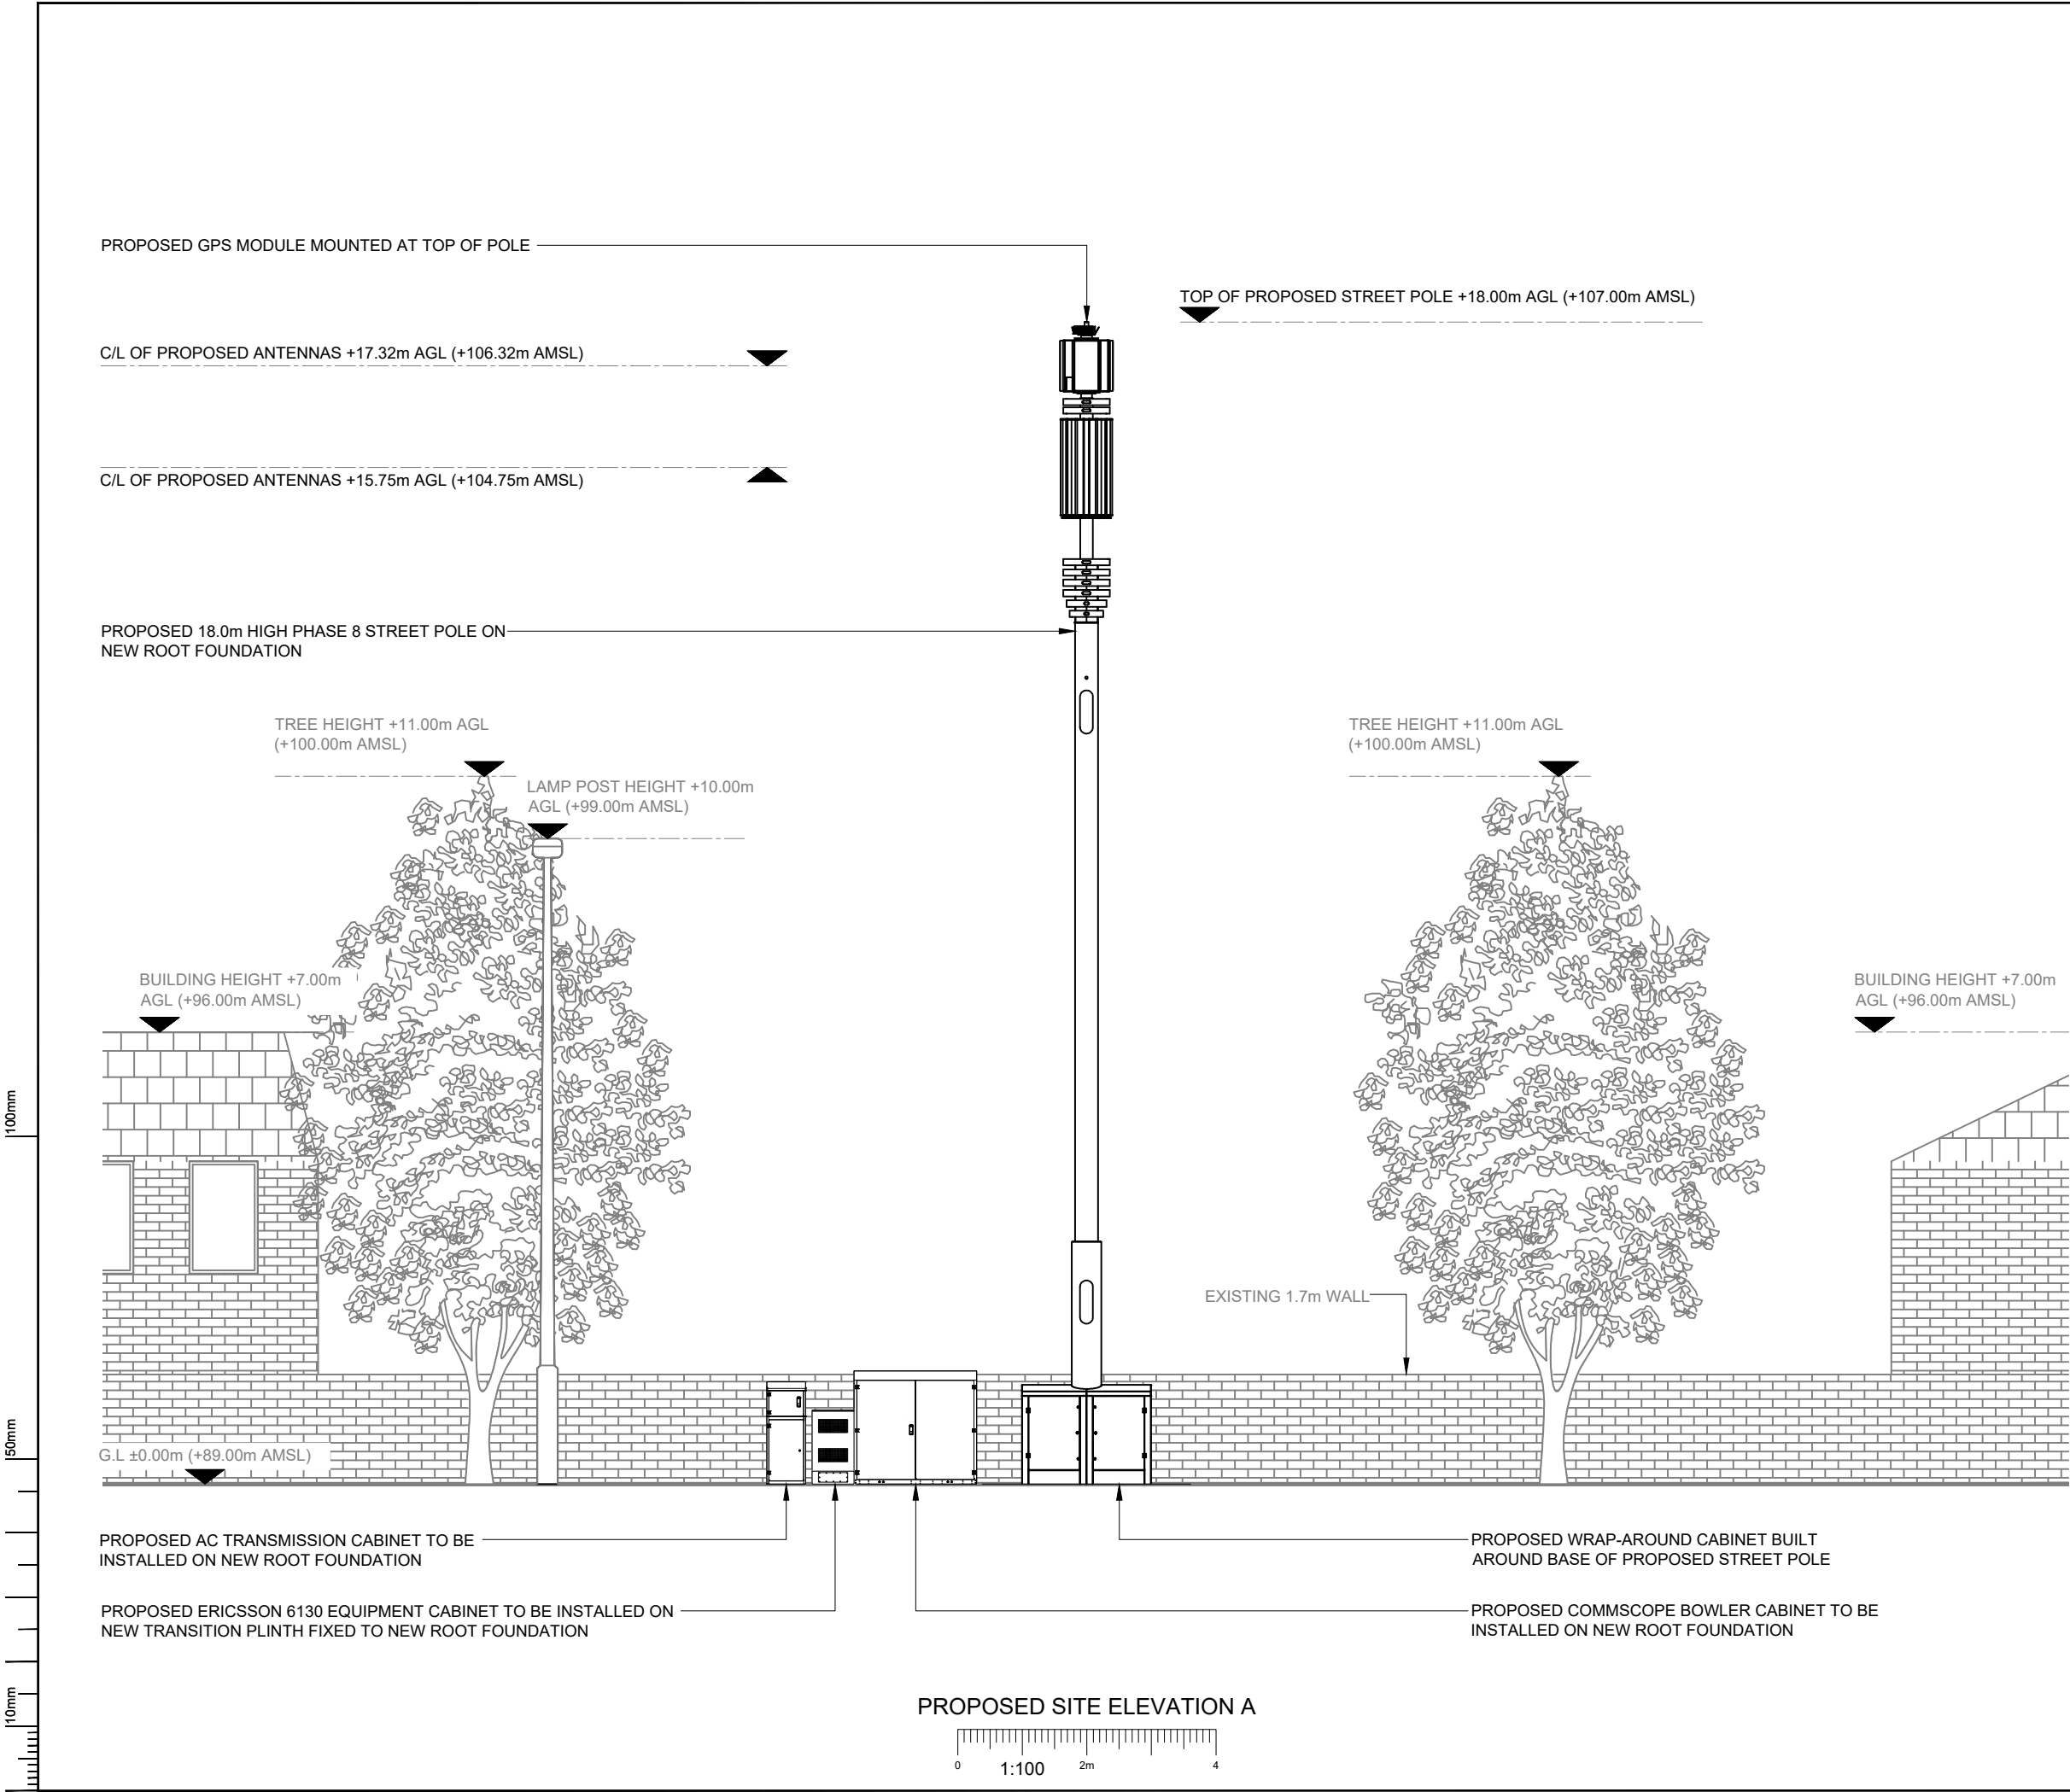 PROPOSED GPS MODULE MOUNTED AT TOP OF POLE
TOP OF PROPOSED STREET POLE +18.00m AGL (+107.00m AMSL)
C/L OF PROPOSED ANTENNAS +17.32m AGL (+106.32m AMSL)
C/L OF PROPOSED ANTENNAS +15.75m AGL (+104.75m AMSL)
PROPOSED 18.0m HIGH PHASE 8 STREET POLE ON
NEW ROOT FOUNDATION
TREE HEIGHT +11.00m AGL
(+100.00m AMSL)
LAMP POST HEIGHT +10.00m
AGL (+99.00m AMSL)
TREE HEIGHT +11.00m AGL
(+100.00m AMSL)
BUILDING HEIGHT +7.00m
AGL (+96.00m AMSL)
BUILDING HEIGHT +7.00m
AGL (+96.00m AMSL)
EXISTING 1.7m WALL
G.L ±0.00m (+89.00m AMSL)
PROPOSED AC TRANSMISSION CABINET TO BE
INSTALLED ON NEW ROOT FOUNDATION
PROPOSED WRAP-AROUND CABINET BUILT
AROUND BASE OF PROPOSED STREET POLE
PROPOSED ERICSSON 6130 EQUIPMENT CABINET TO BE INSTALLED ON
NEW TRANSITION PLINTH FIXED TO NEW ROOT FOUNDATION
PROPOSED COMMSCOPE BOWLER CABINET TO BE
INSTALLED ON NEW ROOT FOUNDATION
PROPOSED SITE ELEVATION A
0 2m 4
1:100
100mm
50mm
10mm